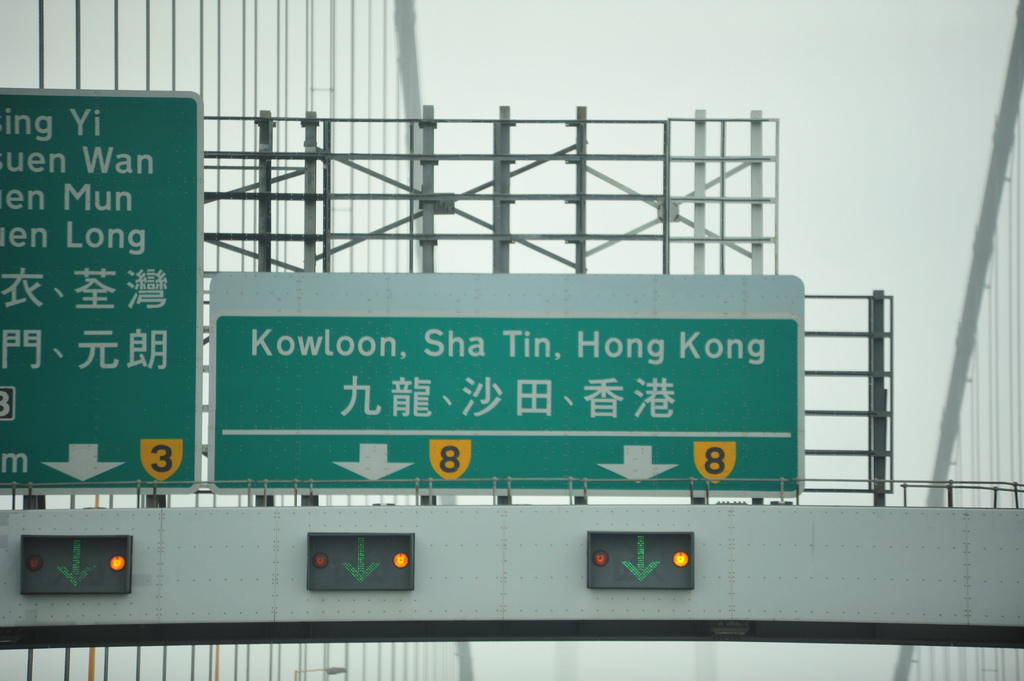 sing Yi
suen Wan
uen Mun
uen Long
衣、荃灣
門、元朗
3
m 3
Kowloon, Sha Tin, Hong Kong
九龍、沙田、香港
8 8